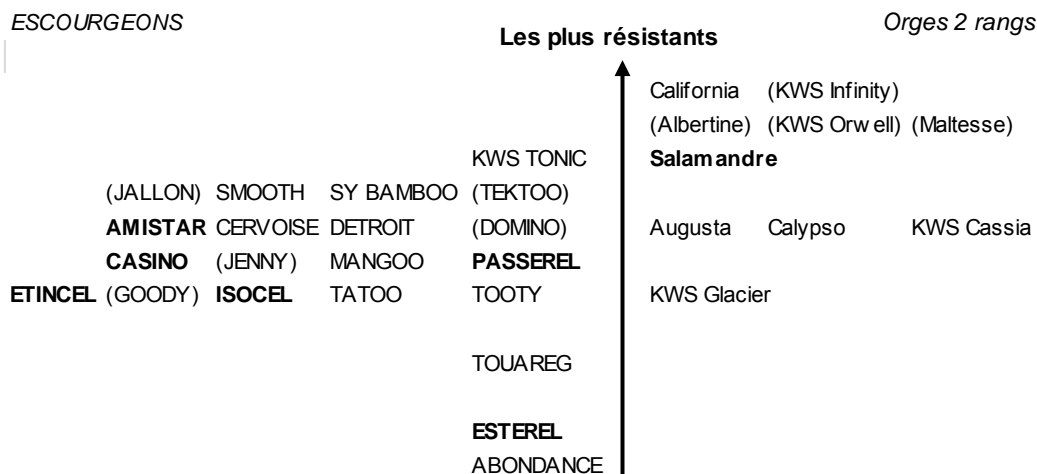 ESCOURGEONS Les plus résistants Orges 2 rangs
California (KWS Infinity)
(Albertine) (KWS Orwell) (Maltesse)
KWS TONIC Salamandre
(JALLON) SMOOTH SY BAMBOO (TEKTOO)
AMISTAR CERVOISE DETROIT (DOMINO) Augusta Calypso KWS Cassia
CASINO (JENNY) MANGOO PASSEREL
ETINCEL (GOODY) ISOCEL TATOO TOOTY KWS Glacier
TOUAREG
ESTEREL
ABONDANCE